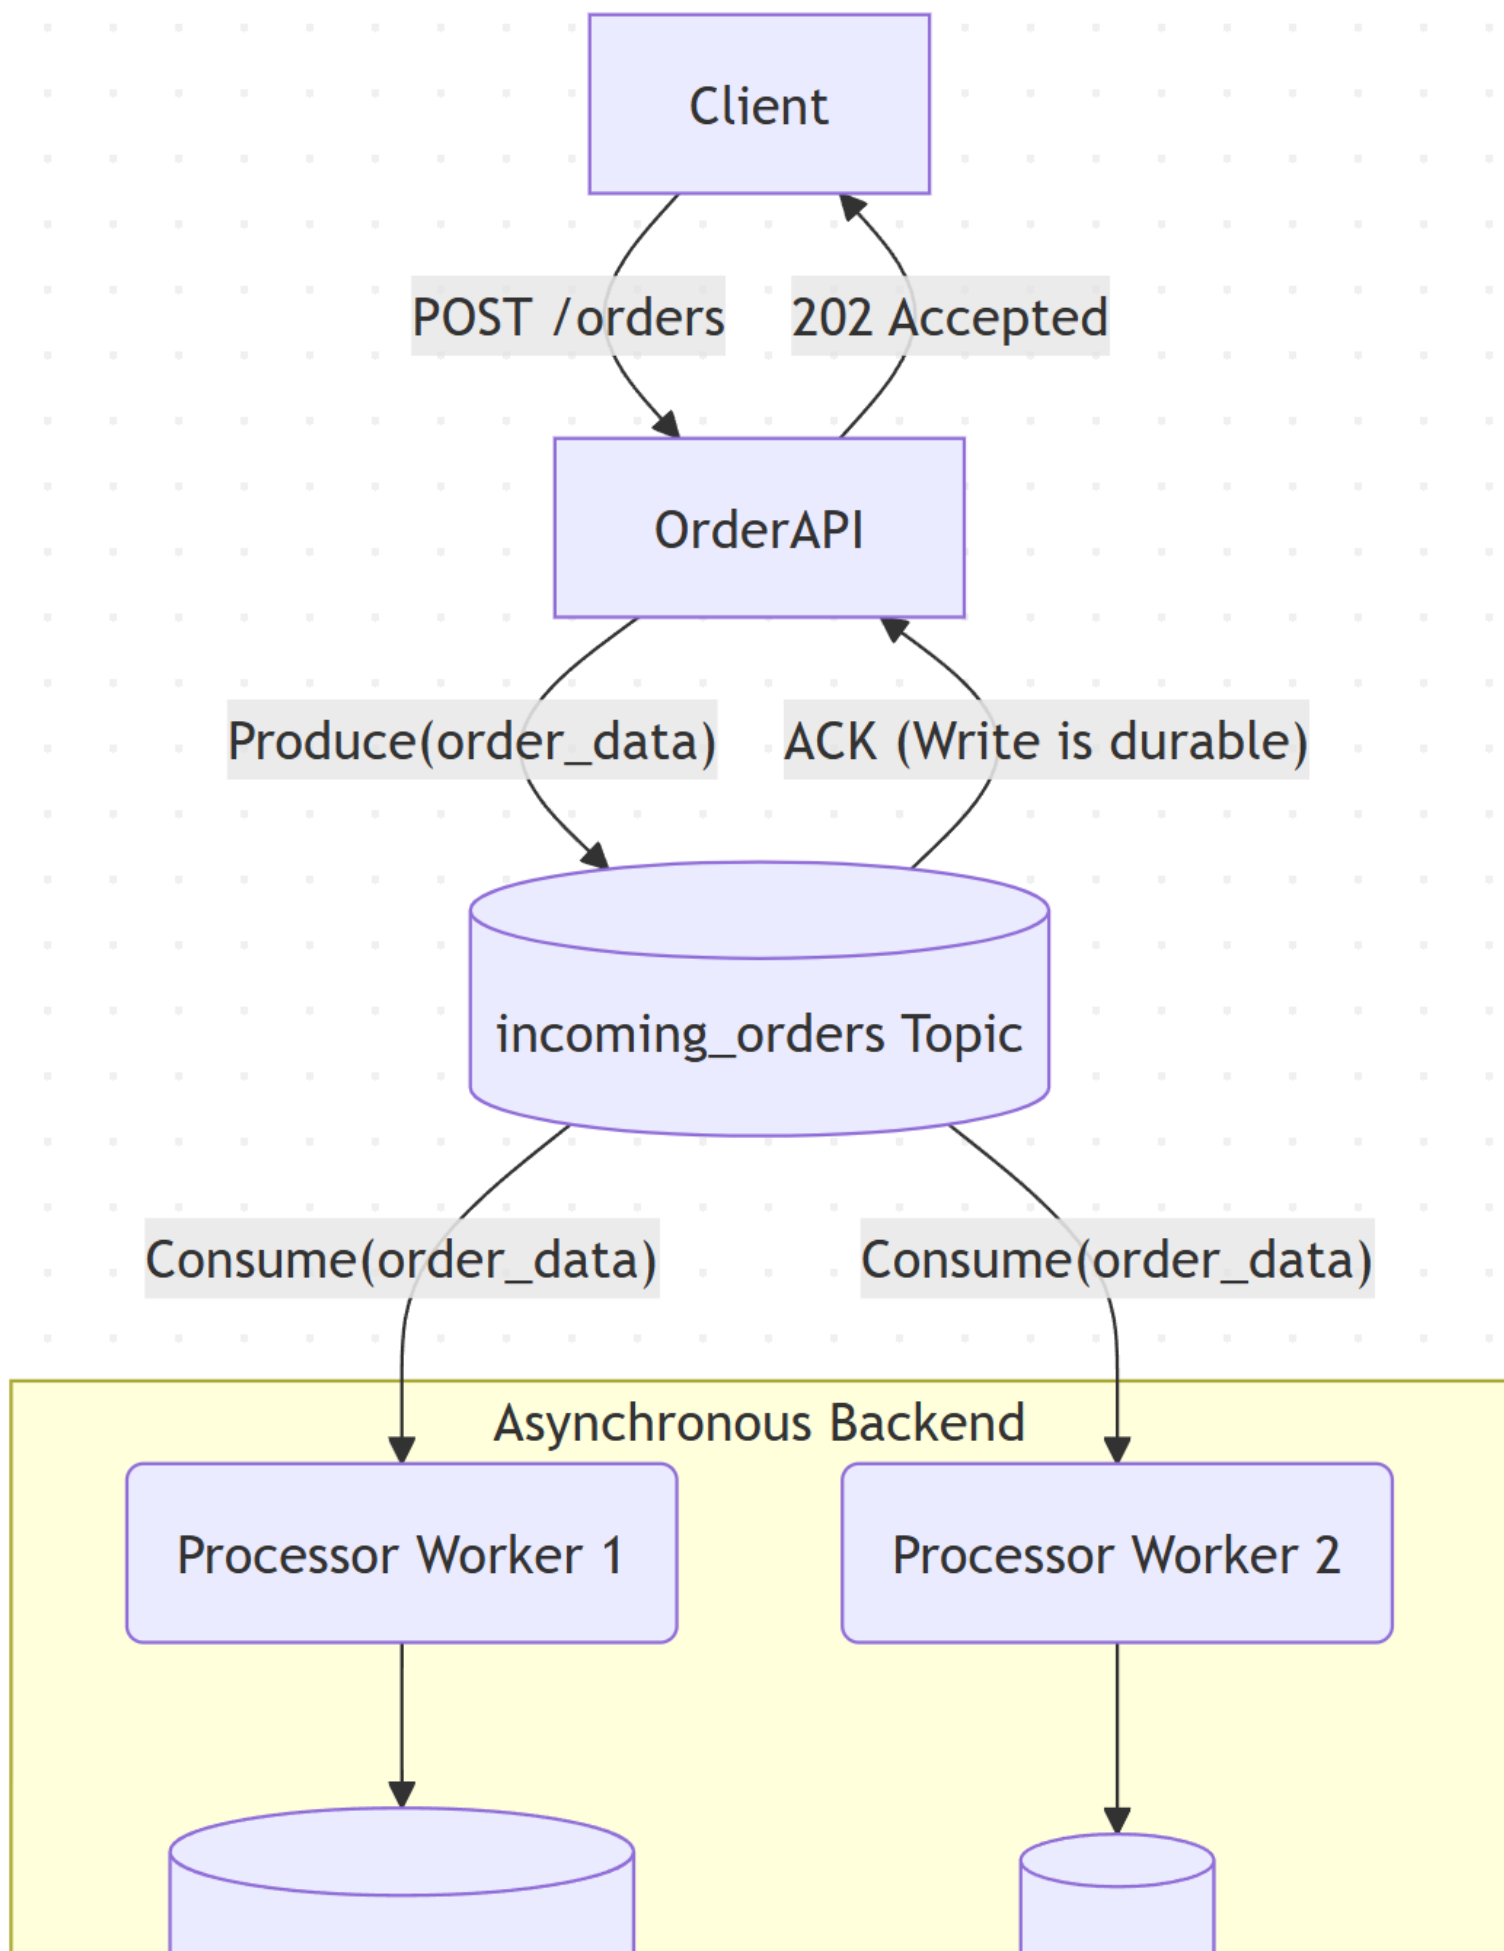 Client
POST /orders
202 Accepted
OrderAPI
Produce(order_data)
ACK (Write is durable)
incoming_orders Topic
Consume(order_data)
Consume(order_data)
Asynchronous Backend
Processor Worker 1
Processor Worker 2